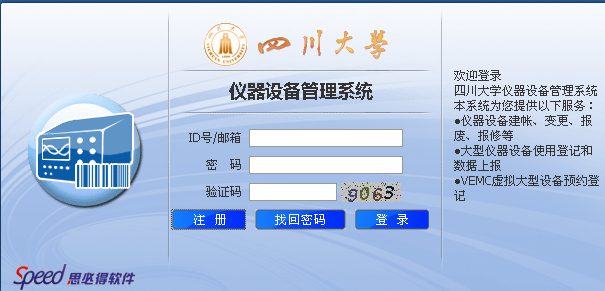 四川大学
仪器设备管理系统
ID号/邮箱
密 码
验证码
9063
注 册
找回密码
登 录
欢迎登录
四川大学仪器设备管理系统
本系统为您提供以下服务：
●仪器设备建帐、变更、报
废、报修等
●大型仪器设备使用登记和
数据上报
●VEMC虚拟大型设备预约登
记
Speed 思必得软件